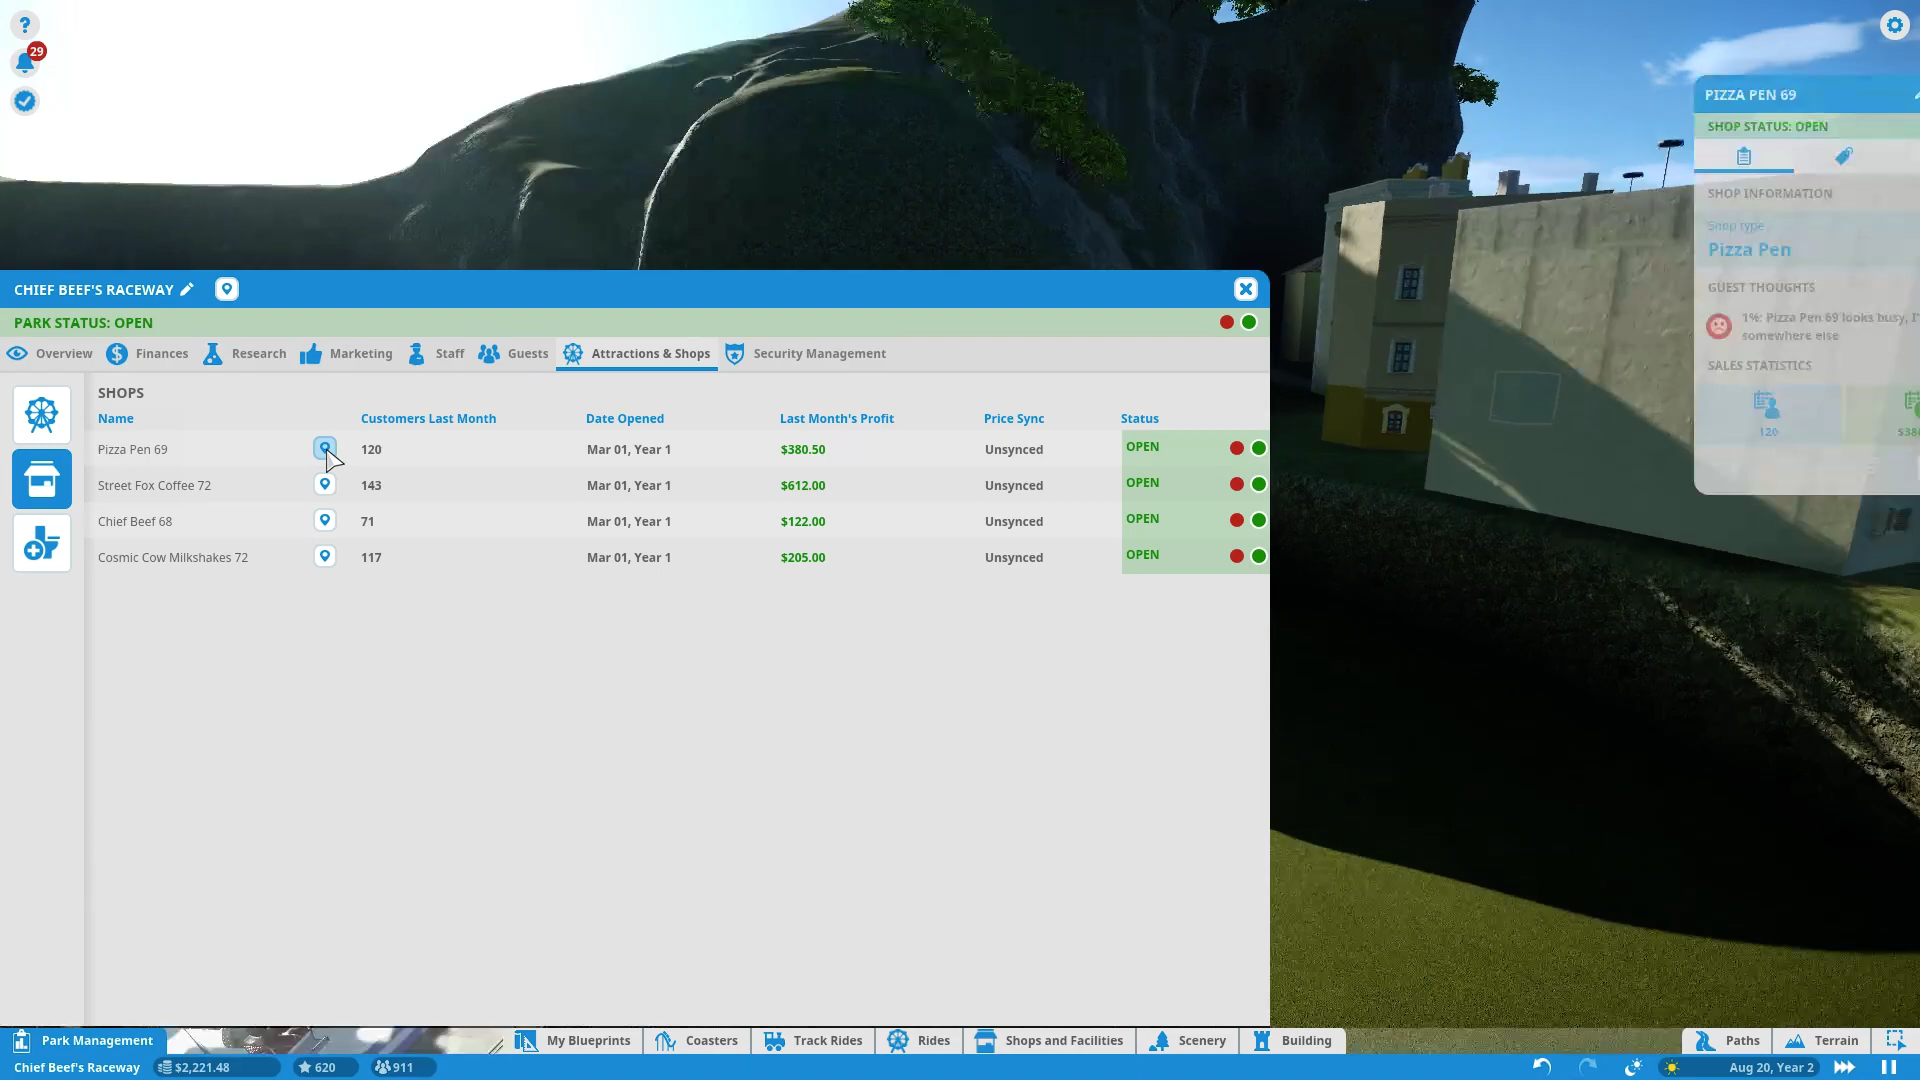 29
PIZZA PEN 69
SHOP STATUS: OPEN
SHOP INFORMATION
Shop type
Pizza Pen
GUEST THOUGHTS
1%: Pizza Pen 69 looks busy,
somewhere else
SALES STATISTICS
120
CHIEF BEEF'S RACEWAY
PARK STATUS: OPEN
Overview Finances Research Marketing Staff Guests Attractions & Shops Security Management
SHOPS
Name Customers Last Month Date Opened Last Month's Profit Price Sync Status
Pizza Pen 69 120 Mar 01, Year 1 $380.50 Unsynced OPEN
Street Fox Coffee 72 143 Mar 01, Year 1 $612.00 Unsynced OPEN
Chief Beef 68 71 Mar 01, Year 1 $122.00 Unsynced OPEN
Cosmic Cow Milkshakes 72 117 Mar 01, Year 1 $205.00 Unsynced OPEN
Park Management My Blueprints Coasters Track Rides Rides Shops and Facilities Scenery Building Paths Terrain
Chief Beef's Raceway $2,221.48 620 911 Aug 20, Year 2